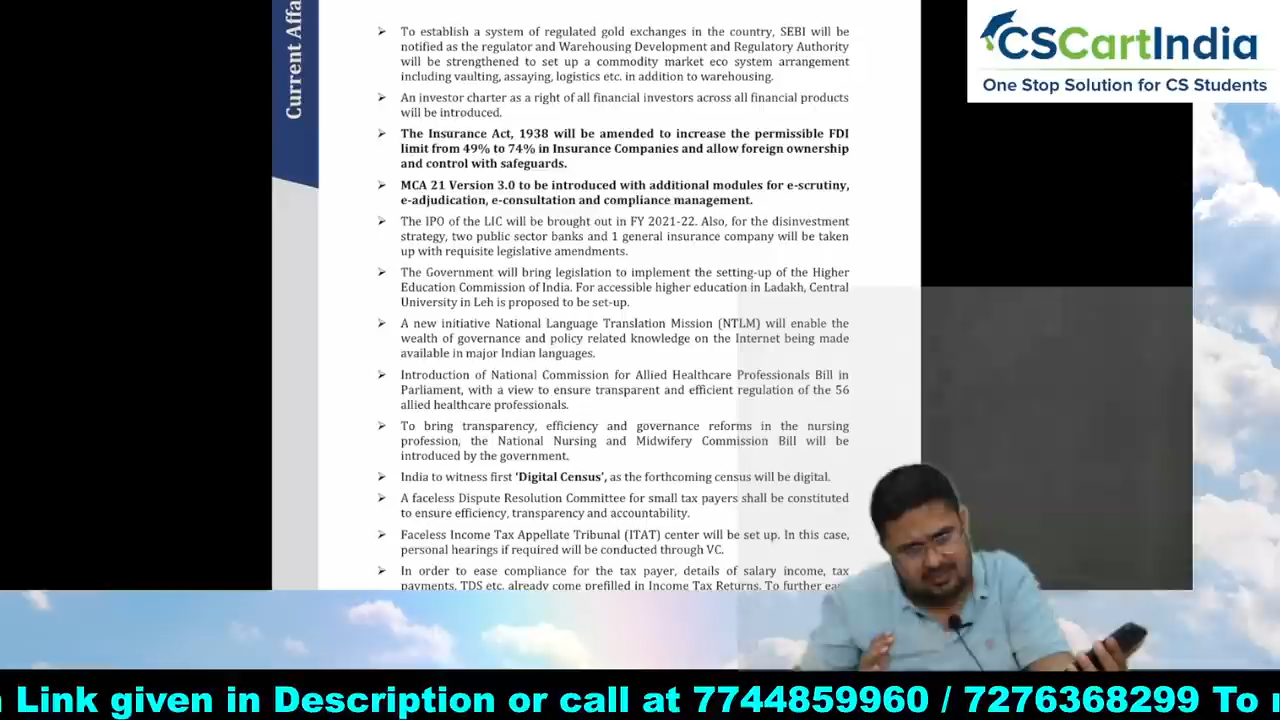 Current Affa
To establish a system of regulated gold exchanges in the country, SEBI will be
notified as the regulator and Warehousing Development and Regulatory Authority
will be strengthened to set up a commodity market eco system arrangement
including vaulting, assaying, logistics etc. in addition to warehousing.
An investor charter as a right of all financial investors across all financial products
will be introduced.
The Insurance Act, 1938 will be amended to increase the permissible FDI
limit from 49% to 74% in Insurance Companies and allow foreign ownership
and control with safeguards.
MCA 21 Version 3.0 to be introduced with additional modules for e-scrutiny,
e-adjudication, e-consultation and compliance management.
The IPO of the LIC will be brought out in FY 2021-22. Also, for the disinvestment
strategy, two public sector banks and 1 general insurance company will be taken
up with requisite legislative amendments.
The Government will bring legislation to implement the setting-up of the Higher
Education Commission of India. For accessible higher education in Ladakh, Central
University in Leh is proposed to be set-up.
A new initiative National Language Translation Mission (NTLM) will enable the
wealth of governance and policy related knowledge on the Internet being made
available in major Indian languages.
Introduction of National Commission for Allied Healthcare Professionals Bill in
Parliament, with a view to ensure transparent and efficient regulation of the 56
allied healthcare professionals.
To bring transparency, efficiency and governance reforms in the nursing
profession, the National Nursing and Midwifery Commission Bill will be
introduced by the government.
India to witness first ‘Digital Census’, as the forthcoming census will be digital.
A faceless Dispute Resolution Committee for small tax payers shall be constituted
to ensure efficiency, transparency and accountability.
Faceless Income Tax Appellate Tribunal (ITAT) center will be set up. In this case,
personal hearings if required will be conducted through VC.
In order to ease compliance for the tax payer, details of salary income, tax
payments, TDS etc. already come prefilled in Income Tax Returns. To further
CSCartIndia
One Stop Solution for CS Students
Link given in Description or call at 7744859960 / 7276368299 To